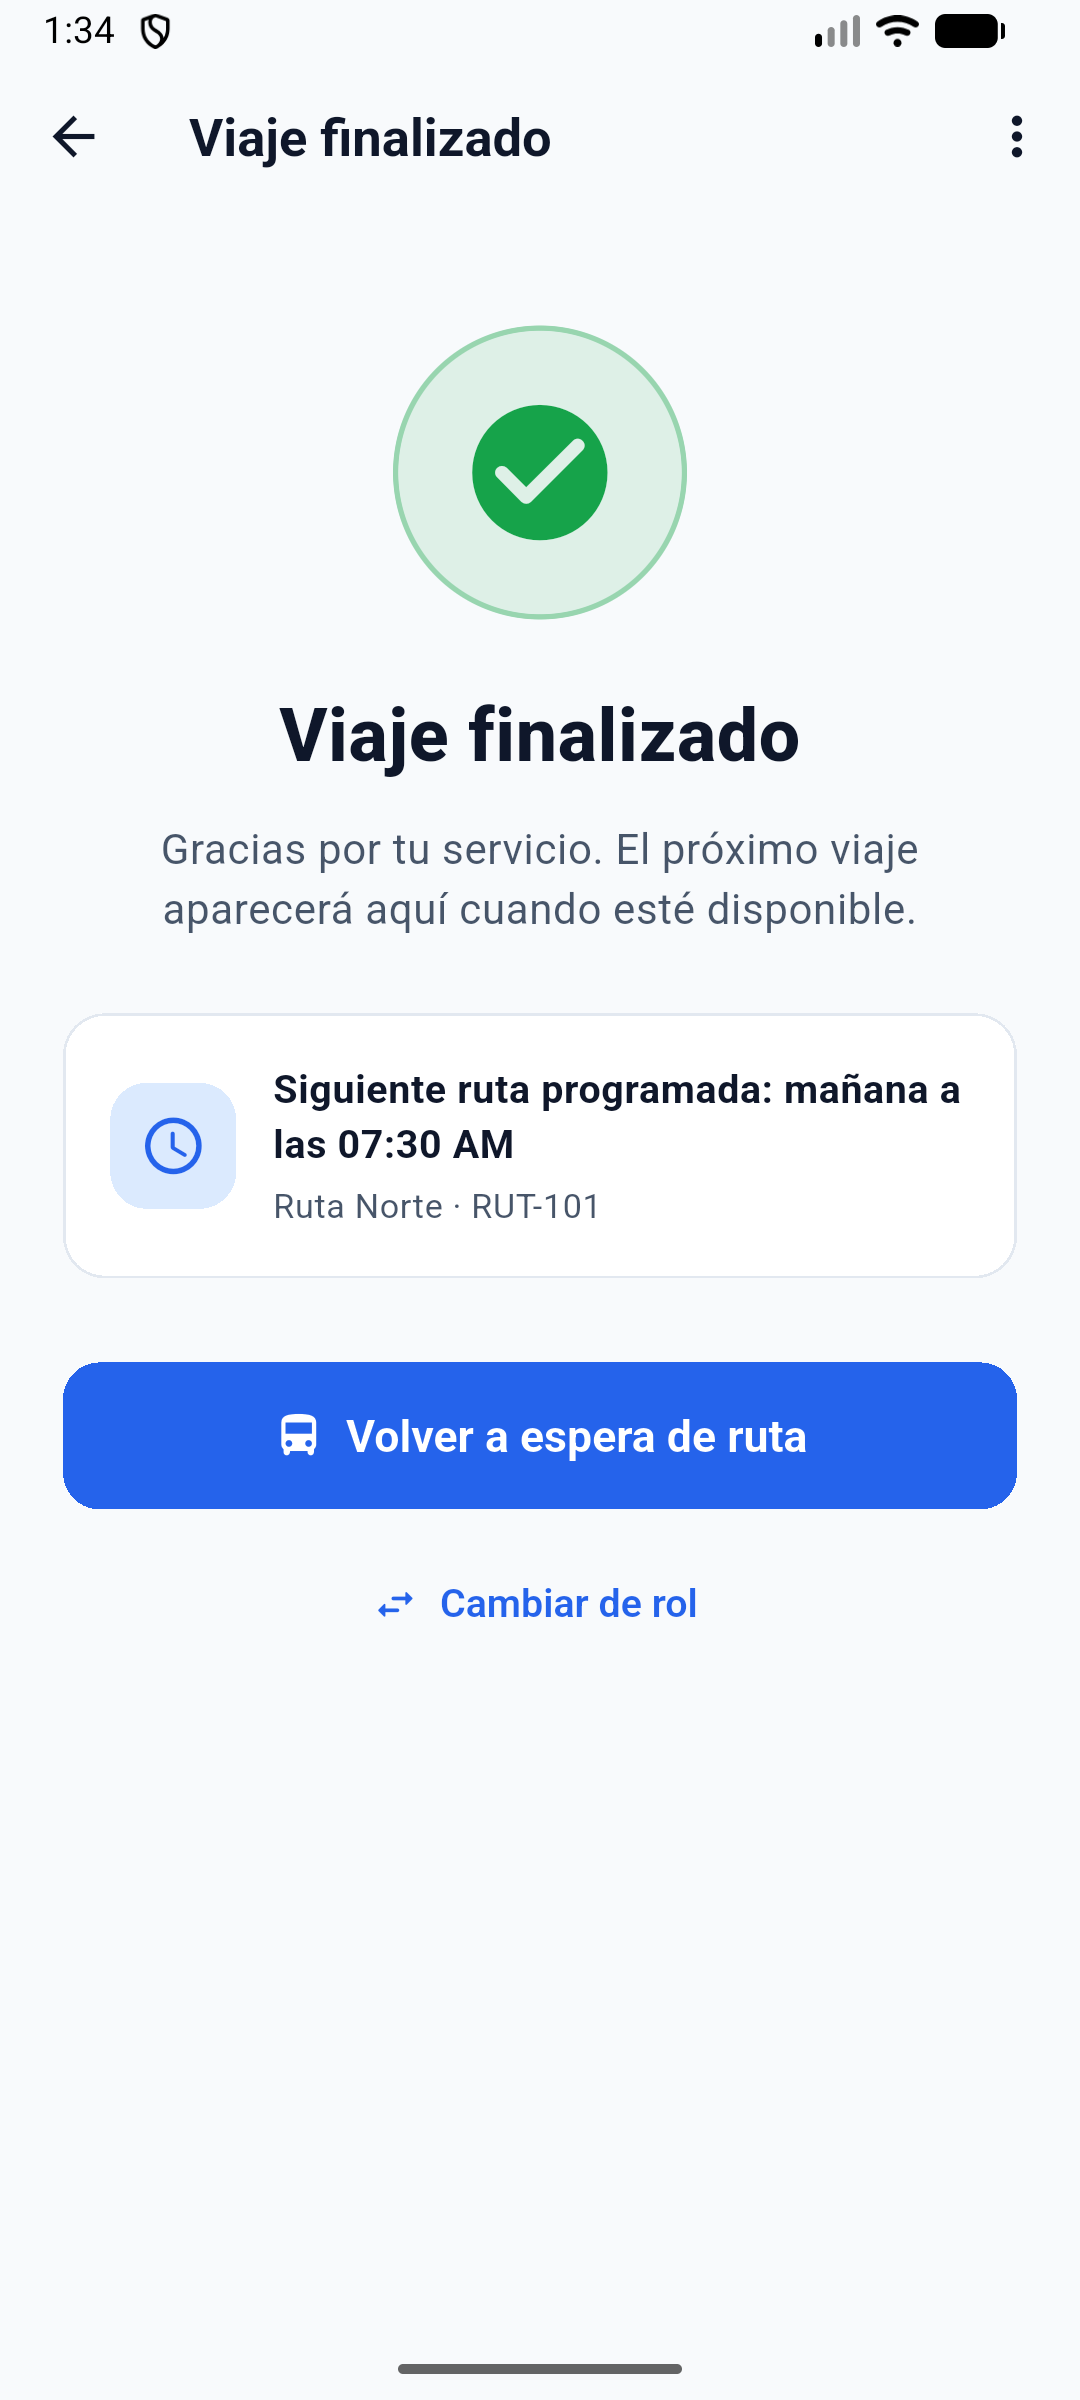 1:34
Viaje finalizado
Viaje finalizado
Gracias por tu servicio. El próximo viaje
aparecerá aquí cuando esté disponible.
Siguiente ruta programada: mañana a
las 07:30 AM
Ruta Norte · RUT-101
Volver a espera de ruta
Cambiar de rol